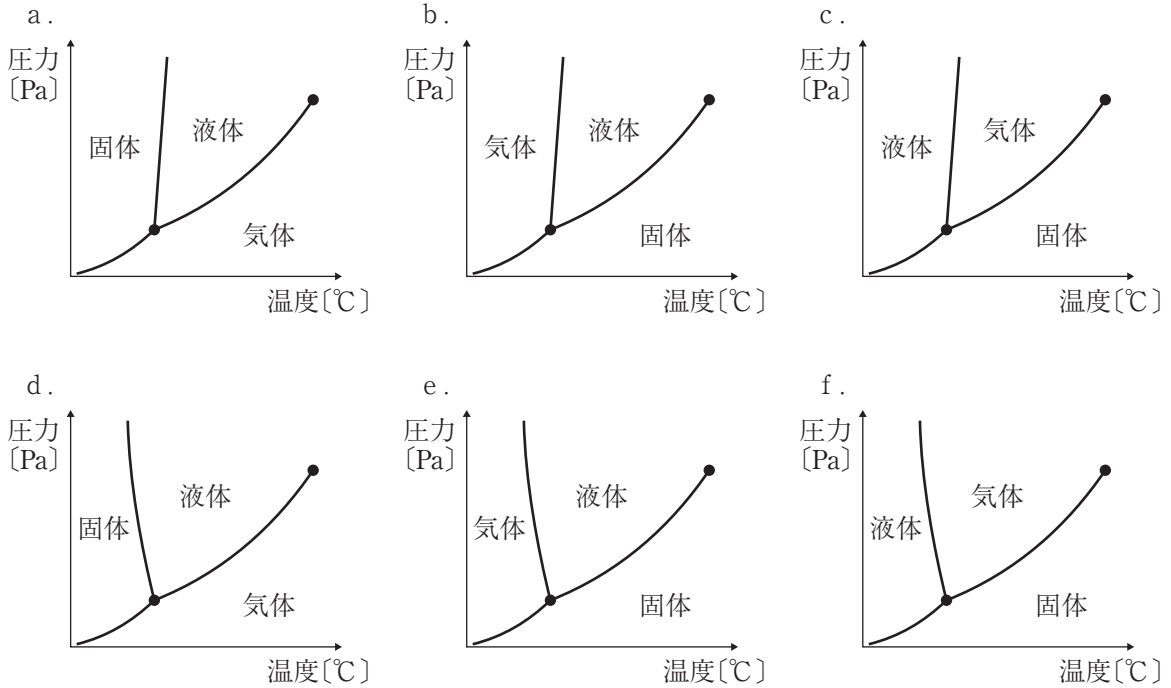 a．
圧力
〔Pa〕
固体
液体
気体
温度〔℃〕
b．
圧力
〔Pa〕
気体
液体
固体
温度〔℃〕
c．
圧力
〔Pa〕
液体
気体
固体
温度〔℃〕
d．
圧力
〔Pa〕
固体
液体
気体
温度〔℃〕
e．
圧力
〔Pa〕
気体
液体
固体
温度〔℃〕
f．
圧力
〔Pa〕
液体
気体
固体
温度〔℃〕